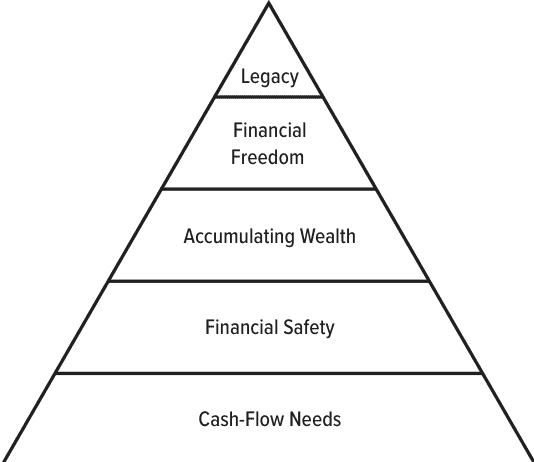 Legacy
Financial
Freedom
Accumulating Wealth
Financial Safety
Cash-Flow Needs